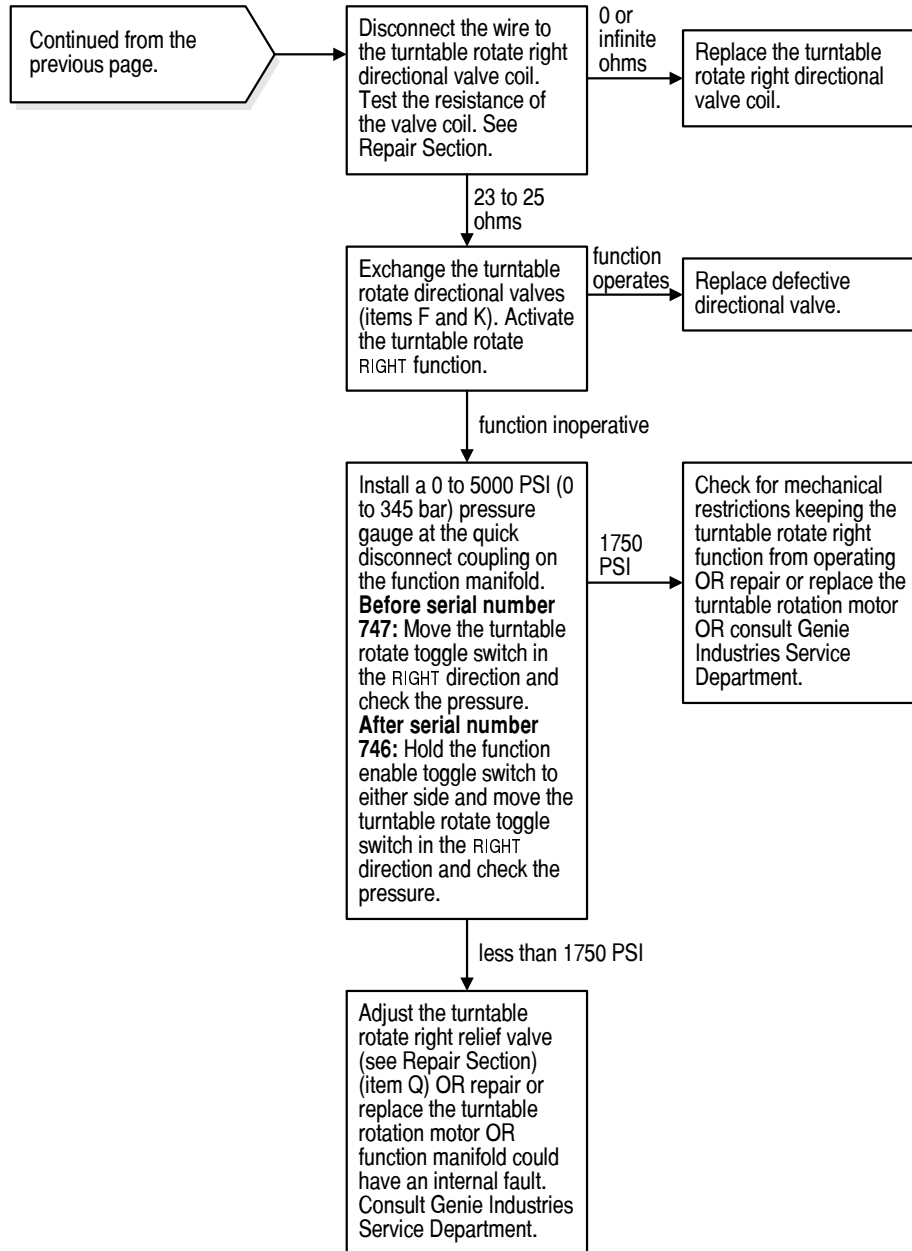 Continued from the
previous page.
Disconnect the wire to
the turntable rotate right
directional valve coil.
Test the resistance of
the valve coil. See
Repair Section.
0 or
infinite
ohms
Replace the turntable
rotate right directional
valve coil.
23 to 25
ohms
Exchange the turntable
rotate directional valves
(items F and K). Activate
the turntable rotate
RIGHT function.
function
operates
Replace defective
directional valve.
function inoperative
Install a 0 to 5000 PSI (0
to 345 bar) pressure
gauge at the quick
disconnect coupling on
the function manifold.
Before serial number
747: Move the turntable
rotate toggle switch in
the RIGHT direction and
check the pressure.
After serial number
746: Hold the function
enable toggle switch to
either side and move the
turntable rotate toggle
switch in the RIGHT
direction and check the
pressure.
1750
PSI
Check for mechanical
restrictions keeping the
turntable rotate right
function from operating
OR repair or replace the
turntable rotation motor
OR consult Genie
Industries Service
Department.
less than 1750 PSI
Adjust the turntable
rotate right relief valve
(see Repair Section)
(item Q) OR repair or
replace the turntable
rotation motor OR
function manifold could
have an internal fault.
Consult Genie Industries
Service Department.